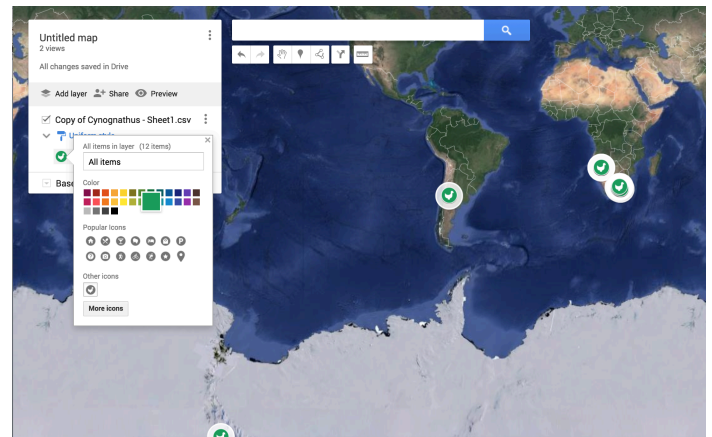 Untitled map
2 views
All changes saved in Drive
Add layer Share Preview
Copy of Cynognathus - Sheet1.csv
Uniform style
All items in layer (12 items)
All items
Color
Popular Icons
Other icons
More icons